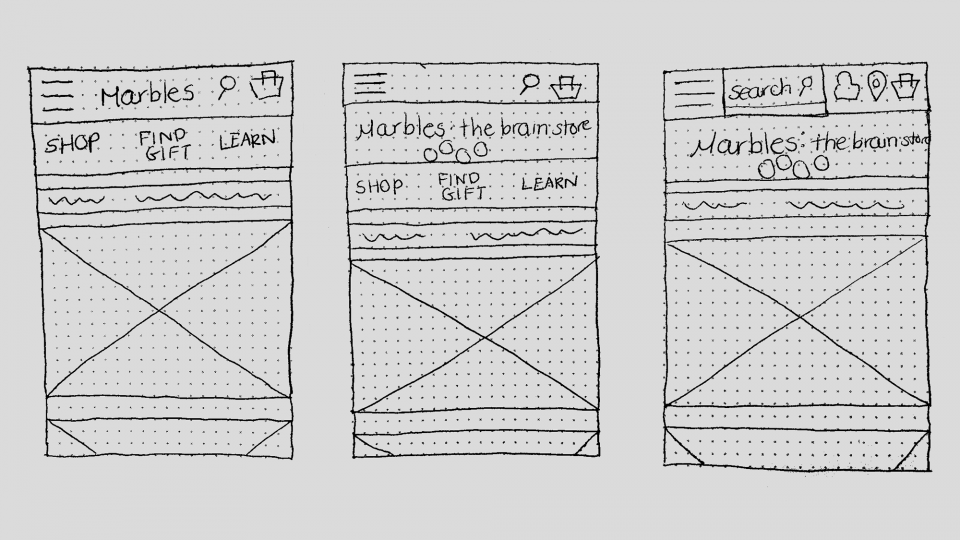 Marbles
SHOP FIND GIFT LEARN
Marbles: the brain store
SHOP FIND GIFT LEARN
Search
Marbles: the brain store